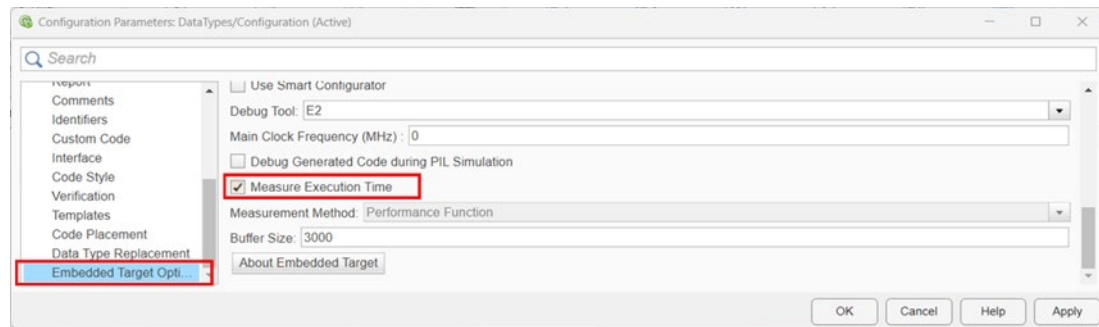 Configuration Parameters: DataTypes/Configuration (Active)
Search
Report
Comments
Identifiers
Custom Code
Interface
Code Style
Verification
Templates
Code Placement
Data Type Replacement
Embedded Target Opti...
Use Smart Configurator
Debug Tool: E2
Main Clock Frequency (MHz) : 0
Debug Generated Code during PIL Simulation
Measure Execution Time
Measurement Method: Performance Function
Buffer Size: 3000
About Embedded Target
OK Cancel Help Apply